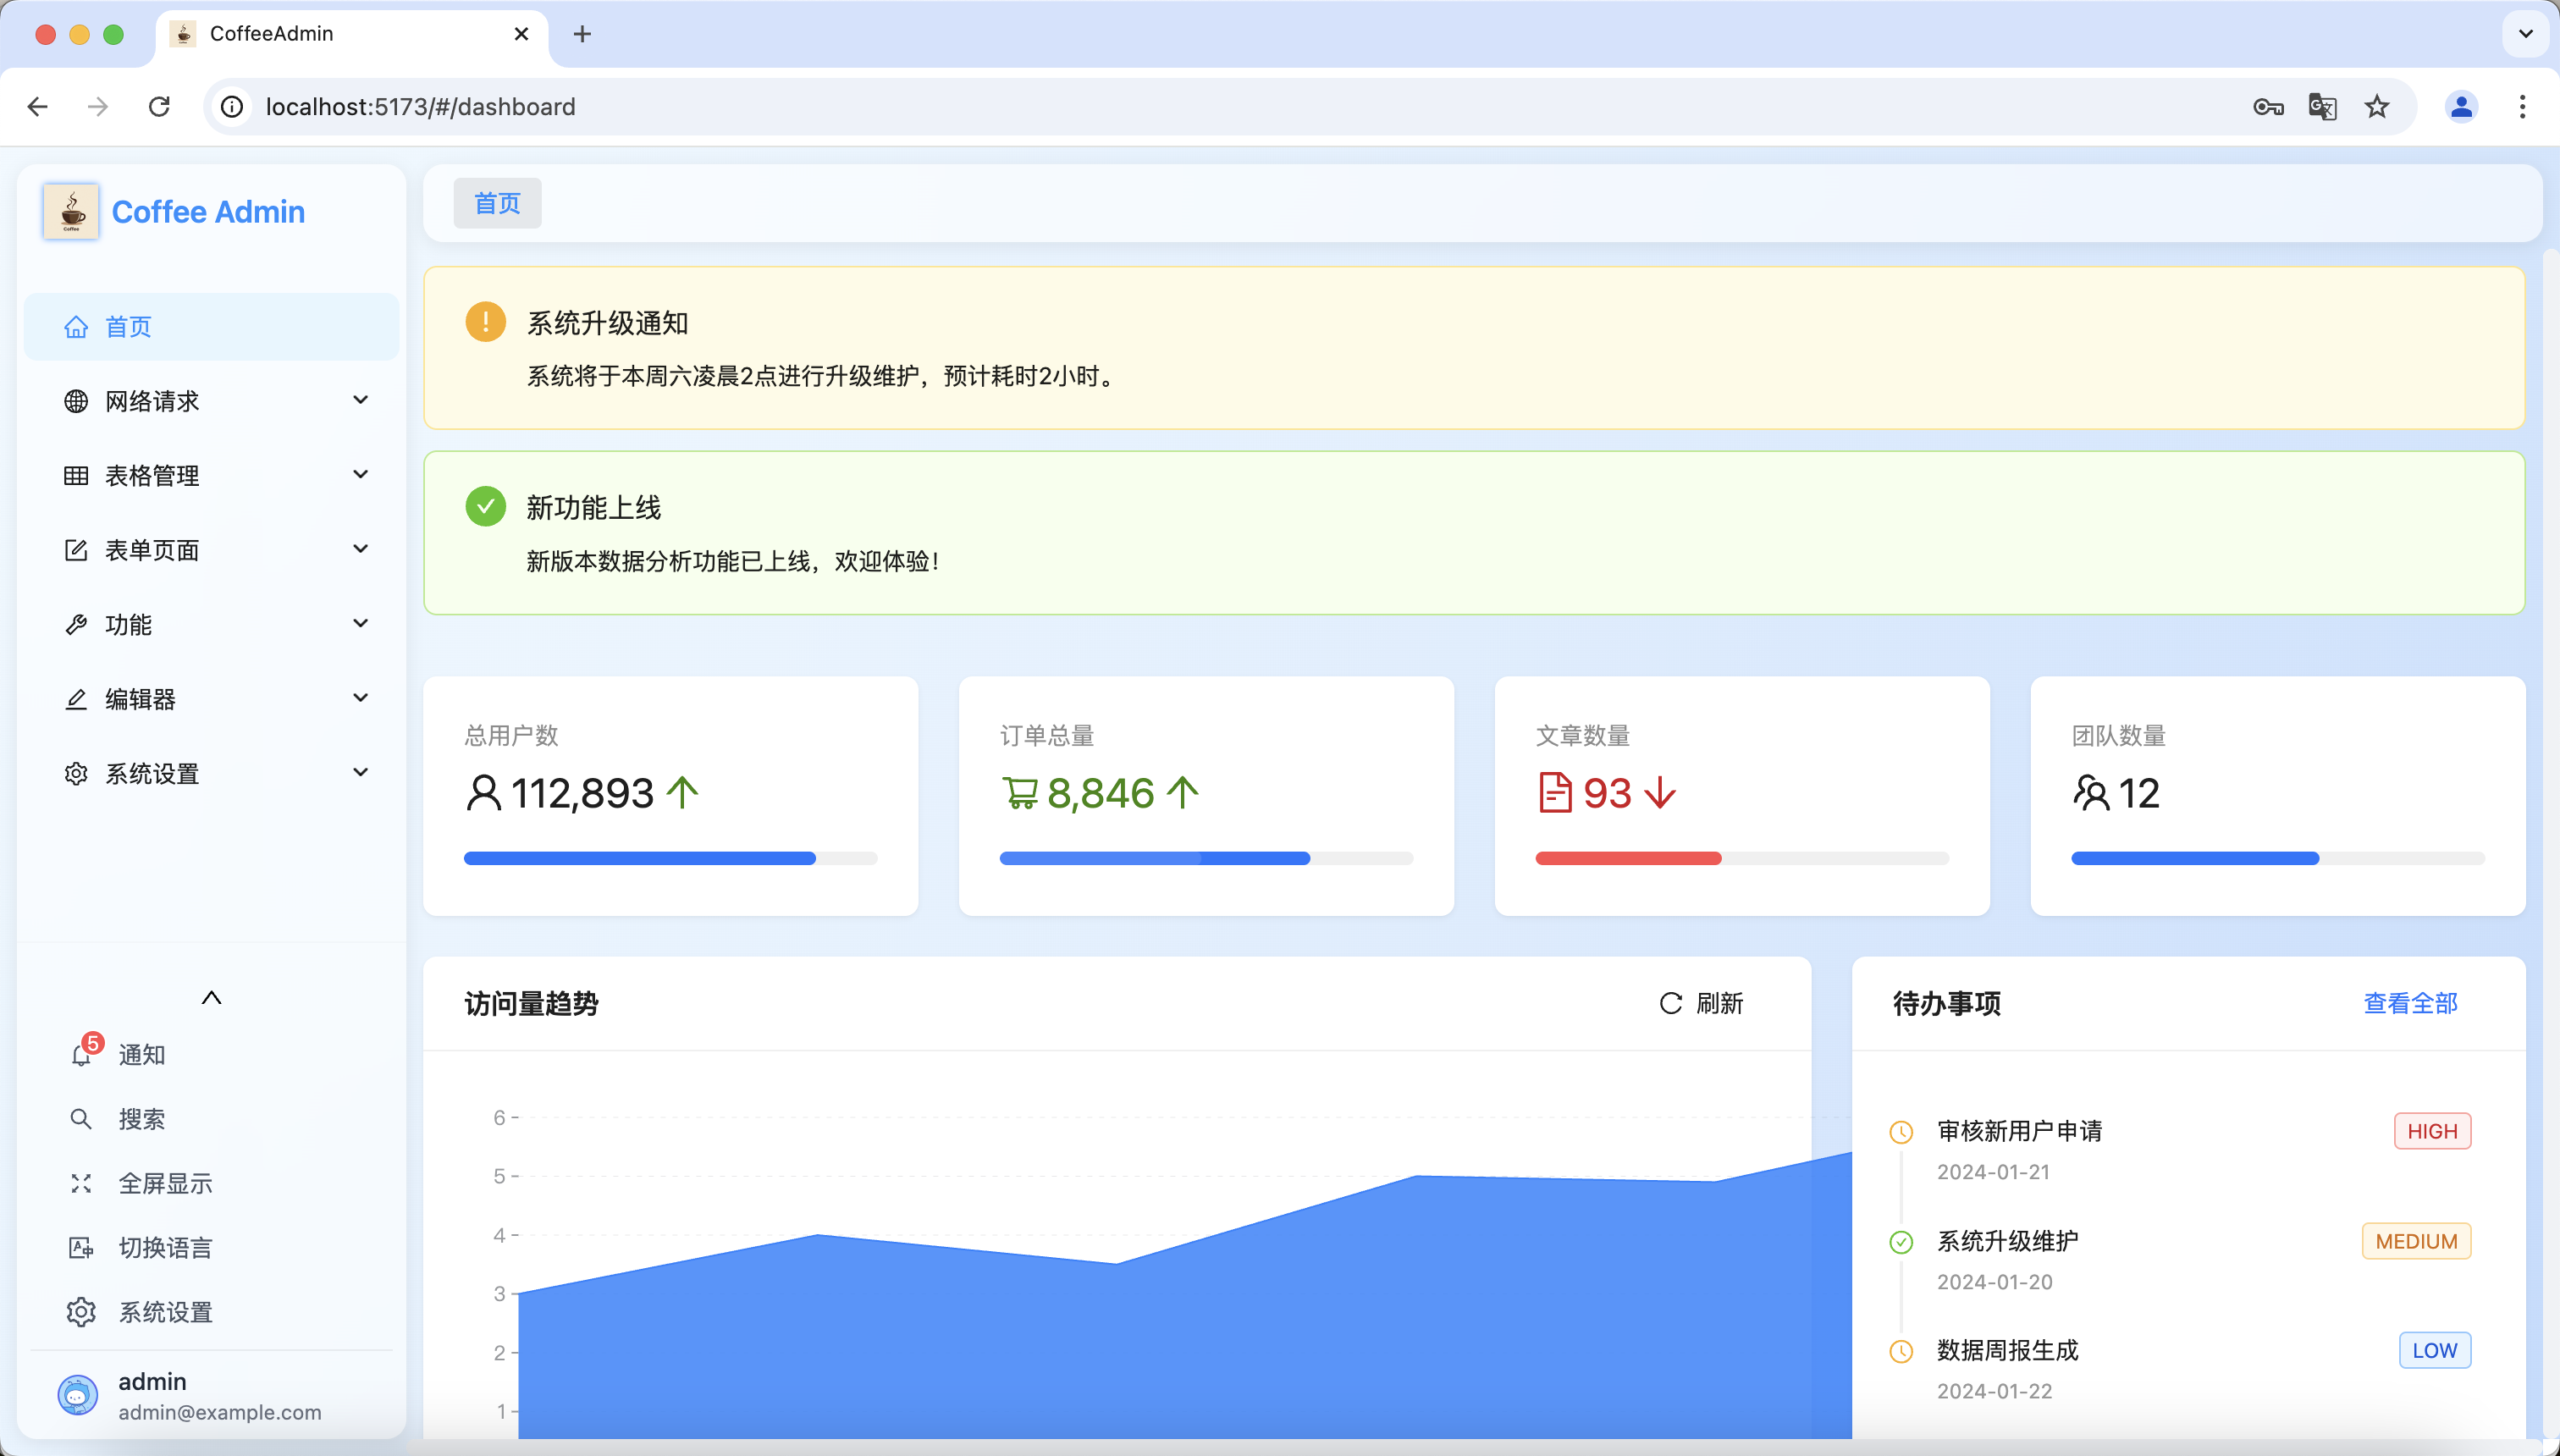 CoffeeAdmin
localhost:5173/#/dashboard
Coffee
Coffee Admin
首页
网络请求
表格管理
表单页面
功能
编辑器
系统设置
5
通知
搜索
全屏显示
切换语言
系统设置
admin
admin@example.com
首页
系统升级通知
系统将于本周六凌晨2点进行升级维护，预计耗时2小时。
新功能上线
新版本数据分析功能已上线，欢迎体验！
总用户数
112,893
订单总量
8,846
文章数量
93
团队数量
12
访问量趋势
刷新
6
5
4
3
2
1
待办事项
查看全部
审核新用户申请
HIGH
2024-01-21
系统升级维护
MEDIUM
2024-01-20
数据周报生成
LOW
2024-01-22